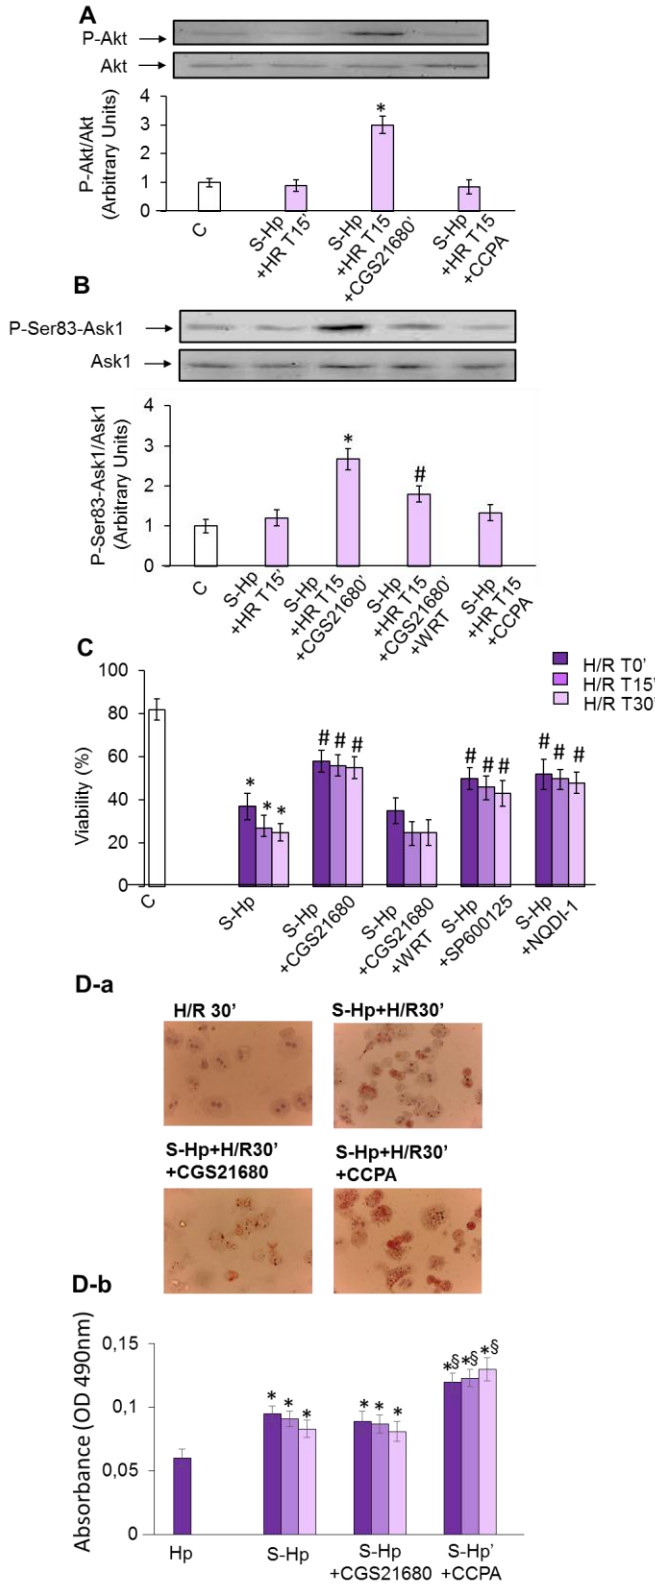 A
P-Akt
Akt
P-Akt/Akt
(Arbitrary Units)
4
3
2
1
0
*
C
S-Hp
+HR T15'
S-Hp
+HR T15
+CGS21680'
S-Hp
+HR T15
+CCPA
B
P-Ser83-Ask1
Ask1
P-Ser83-Ask1/Ask1
(Arbitrary Units)
4
3
2
1
0
*
#
C
S-Hp
+HR T15'
S-Hp
+HR T15
+CGS21680'
S-Hp
+HR T15
+CGS21680'
+WRT
S-Hp
+HR T15
+CCPA
C
H/R T0'
H/R T15'
H/R T30'
Viability (%)
100
80
60
40
20
0
* * *
# # #
# # #
# # #
C
S-Hp
S-Hp
+CGS21680
S-Hp
+CGS21680
+WRT
S-Hp
+SP600125
S-Hp
+NQDI-1
D-a
H/R 30'
S-Hp+H/R30'
S-Hp+H/R30'
+CGS21680
S-Hp+H/R30'
+CCPA
D-b
Absorbance (OD 490nm)
0,15
0,1
0,05
0
* * *
* * *
*§ *§ *§
Hp
S-Hp
S-Hp
+CGS21680
S-Hp'
+CCPA